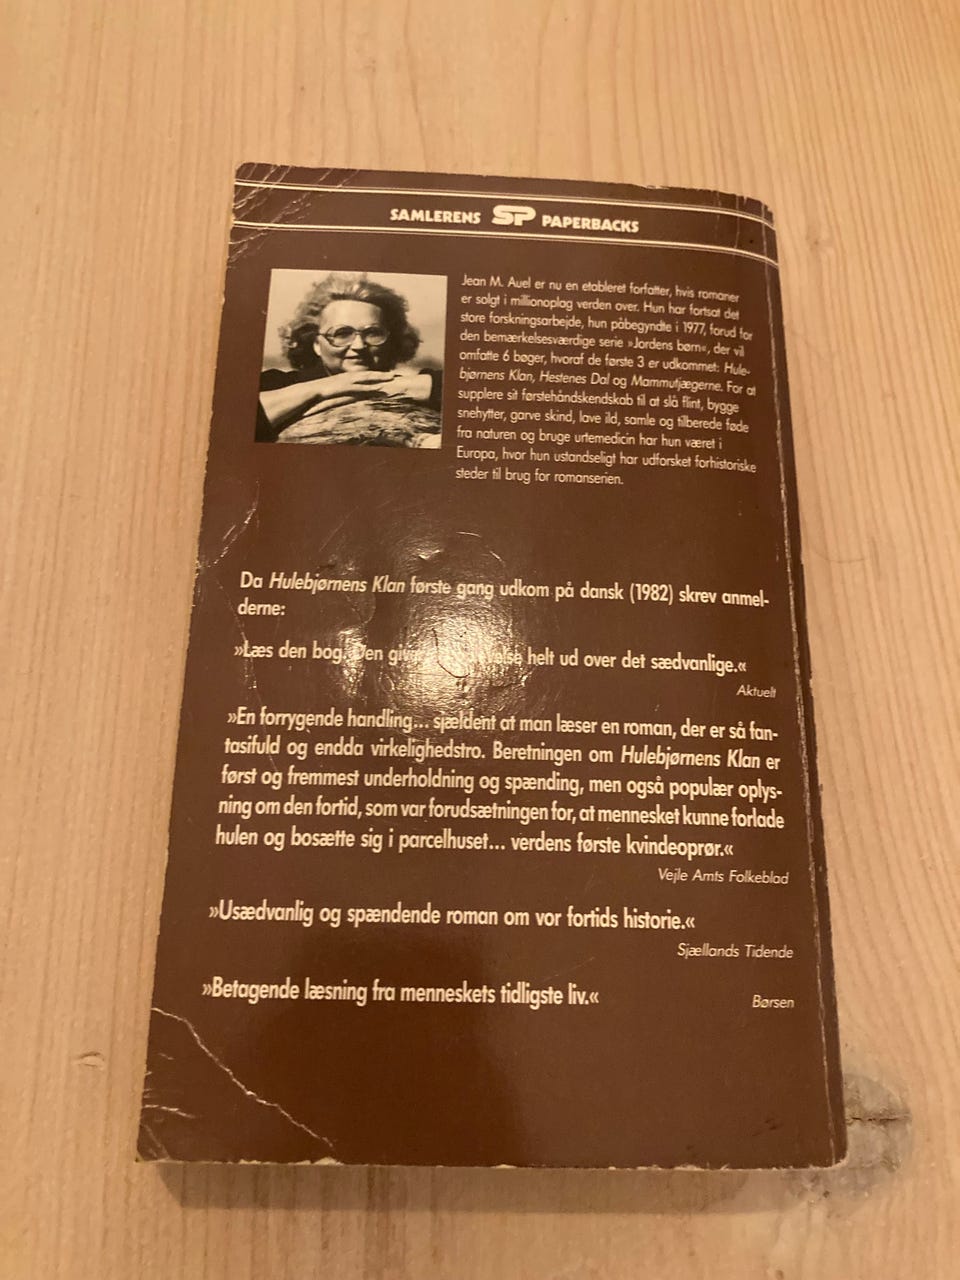 SAMLERENS SP PAPERBACKS
Jean M. Auel er nu en etableret forfatter, hvis romaner
er solgt i millionoplag verden over. Hun har fortsat det
store forskningsarbejde, hun påbegyndte i 1977, forud for
den bemærkelsesværdige serie »Jordens børn«, der vil
omfatte 6 bøger, hvoraf de første 3 er udkommet: Hule-
bjørnens Klan, Hestenes Dal og Mammutjægerne. For at
supplere sit førstehåndskendskab til at slå flint, bygge
snehytter, garve skind, lave ild, samle og tilberede føde
fra naturen og bruge urtemedicin har hun været i
Europa, hvor hun ustandseligt har udforsket forhistoriske
steder til brug for romanserien.
Da Hulebjørnens Klan første gang udkom på dansk (1982) skrev anmel-
derne:
»Læs den bog. Den helt ud over det sædvanlige.«
Aktuelt
»En forrygende handling... sjældent at man læser en roman, der er så fan-
tasifuld og endda virkelighedstro. Beretningen om Hulebjørnens Klan er
først og fremmest underholdning og spænding, men også populær oplys-
ning om den fortid, som var forudsætningen for, at mennesket kunne forlade
hulen og bosætte sig i parcelhuset... verdens første kvindeoprør.«
Vejle Amts Folkeblad
»Usædvanlig og spændende roman om vor fortids historie.«
Sjællands Tidende
»Betagende læsning fra menneskets tidligste liv.«
Børsen